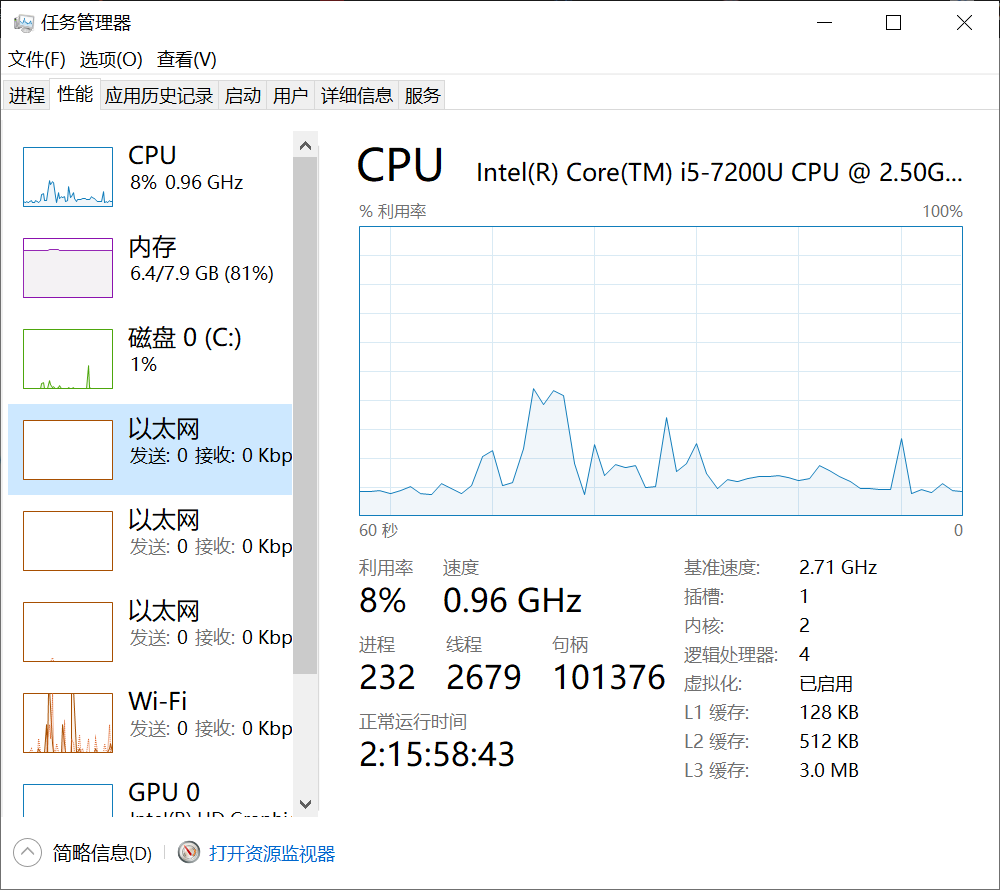 任务管理器
文件(F) 选项(O) 查看(V)
进程 性能 应用历史记录 启动 用户 详细信息 服务
CPU
8% 0.96 GHz
内存
6.4/7.9 GB (81%)
磁盘 0 (C:)
1%
以太网
发送: 0 接收: 0 Kbp
以太网
发送: 0 接收: 0 Kbp
以太网
发送: 0 接收: 0 Kbp
Wi-Fi
发送: 0 接收: 0 Kbp
GPU 0
CPU Intel(R) Core(TM) i5-7200U CPU @ 2.50G...
% 利用率 100%
60 秒 0
利用率 速度
8% 0.96 GHz
进程 线程 句柄
232 2679 101376
正常运行时间
2:15:58:43
基准速度: 2.71 GHz
插槽: 1
内核: 2
逻辑处理器: 4
虚拟化: 已启用
L1 缓存: 128 KB
L2 缓存: 512 KB
L3 缓存: 3.0 MB
简略信息(D) 打开资源监视器